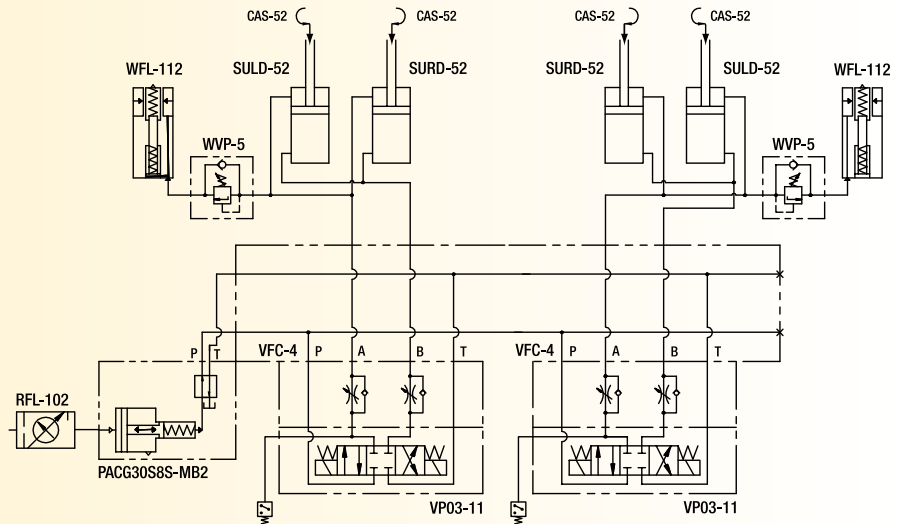 CAS-52 CAS-52 CAS-52 CAS-52
SULD-52 SURD-52 SURD-52 SULD-52
WFL-112 WFL-112
WVP-5 WVP-5
P T VFC-4 P A B T VFC-4 P A B T
RFL-102
PACG30S8S-MB2
VP03-11 VP03-11